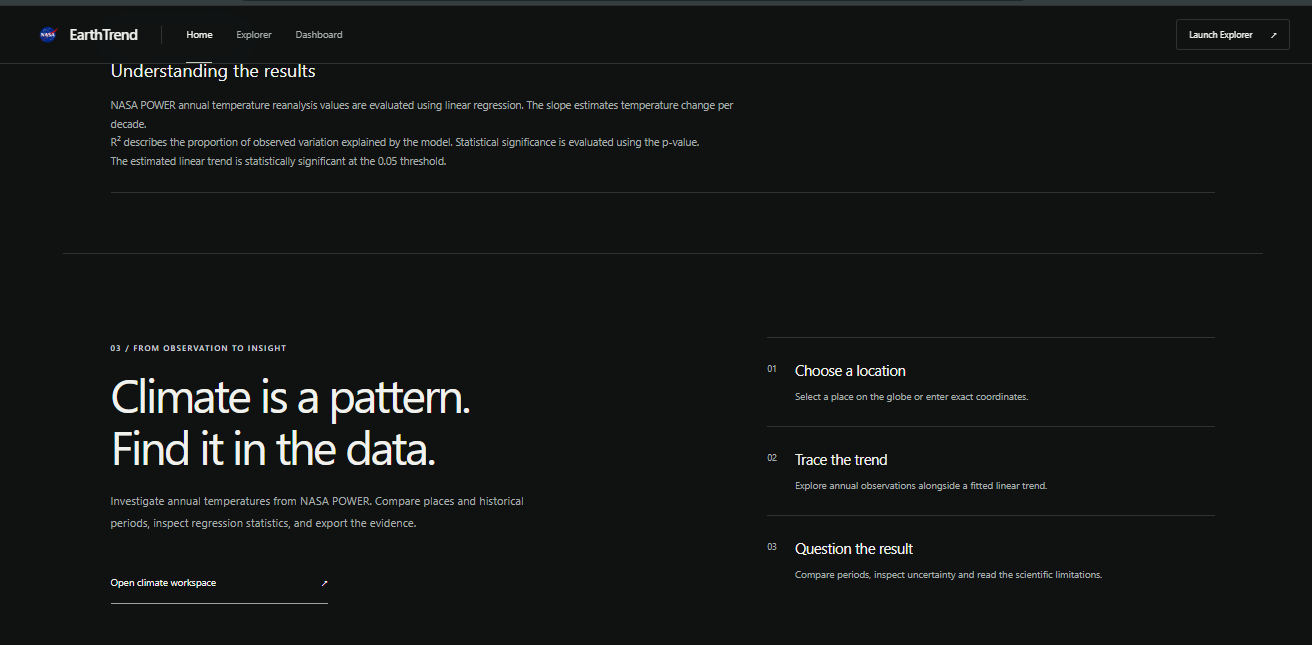 NASA
EarthTrend
Home
Explorer
Dashboard
Launch Explorer ↗
Understanding the results
NASA POWER annual temperature reanalysis values are evaluated using linear regression. The slope estimates temperature change per
decade.
R² describes the proportion of observed variation explained by the model. Statistical significance is evaluated using the p-value.
The estimated linear trend is statistically significant at the 0.05 threshold.
03 / FROM OBSERVATION TO INSIGHT
Climate is a pattern.
Find it in the data.
Investigate annual temperatures from NASA POWER. Compare places and historical
periods, inspect regression statistics, and export the evidence.
Open climate workspace ↗
01 Choose a location
Select a place on the globe or enter exact coordinates.
02 Trace the trend
Explore annual observations alongside a fitted linear trend.
03 Question the result
Compare periods, inspect uncertainty and read the scientific limitations.